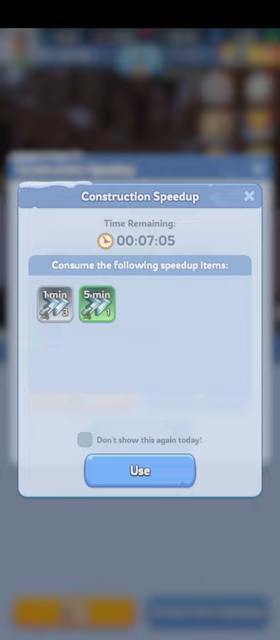 Construction Speedup
Time Remaining:
00:07:05
Consume the following speedup items:
1 min
3
5 min
1
Don't show this again today!
Use